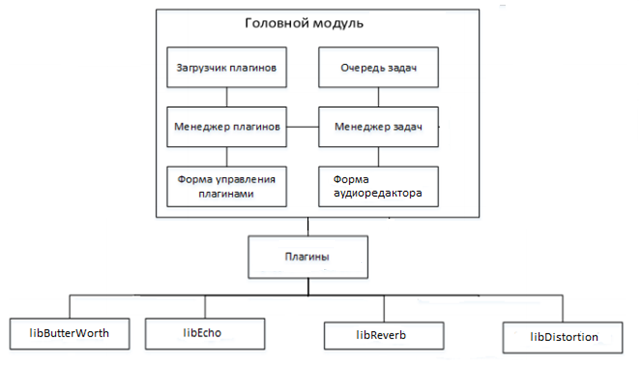 Головной модуль
Загрузчик плагинов
Очередь задач
Менеджер плагинов
Менеджер задач
Форма управления
плагинами
Форма
аудиоредактора
Плагины
libButterWorth
libEcho
libReverb
libDistortion